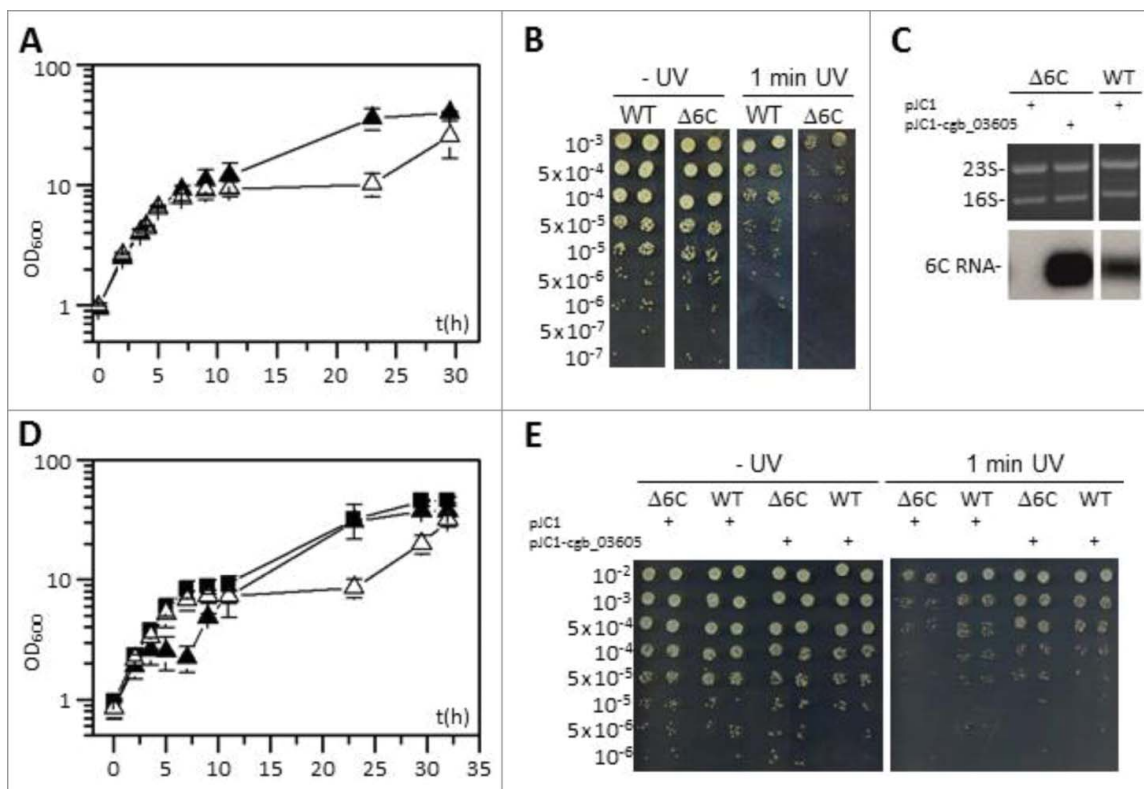 A
100
10
1
OD600
t(h)
0 5 10 15 20 25 30
B
- UV 1 min UV
WT Δ6C WT Δ6C
10-3
5x10-4
10-4
5x10-5
10-5
5x10-6
10-6
5x10-7
10-7
C
Δ6C WT
pJC1 + +
pJC1-cgb_03605 +
23S-
16S-
6C RNA-
D
100
10
1
OD600
t(h)
0 5 10 15 20 25 30 35
E
- UV 1 min UV
Δ6C WT Δ6C WT Δ6C WT Δ6C WT
pJC1 + + + +
pJC1-cgb_03605 + + + +
10-2
10-3
5x10-4
10-4
5x10-5
10-5
5x10-6
10-6